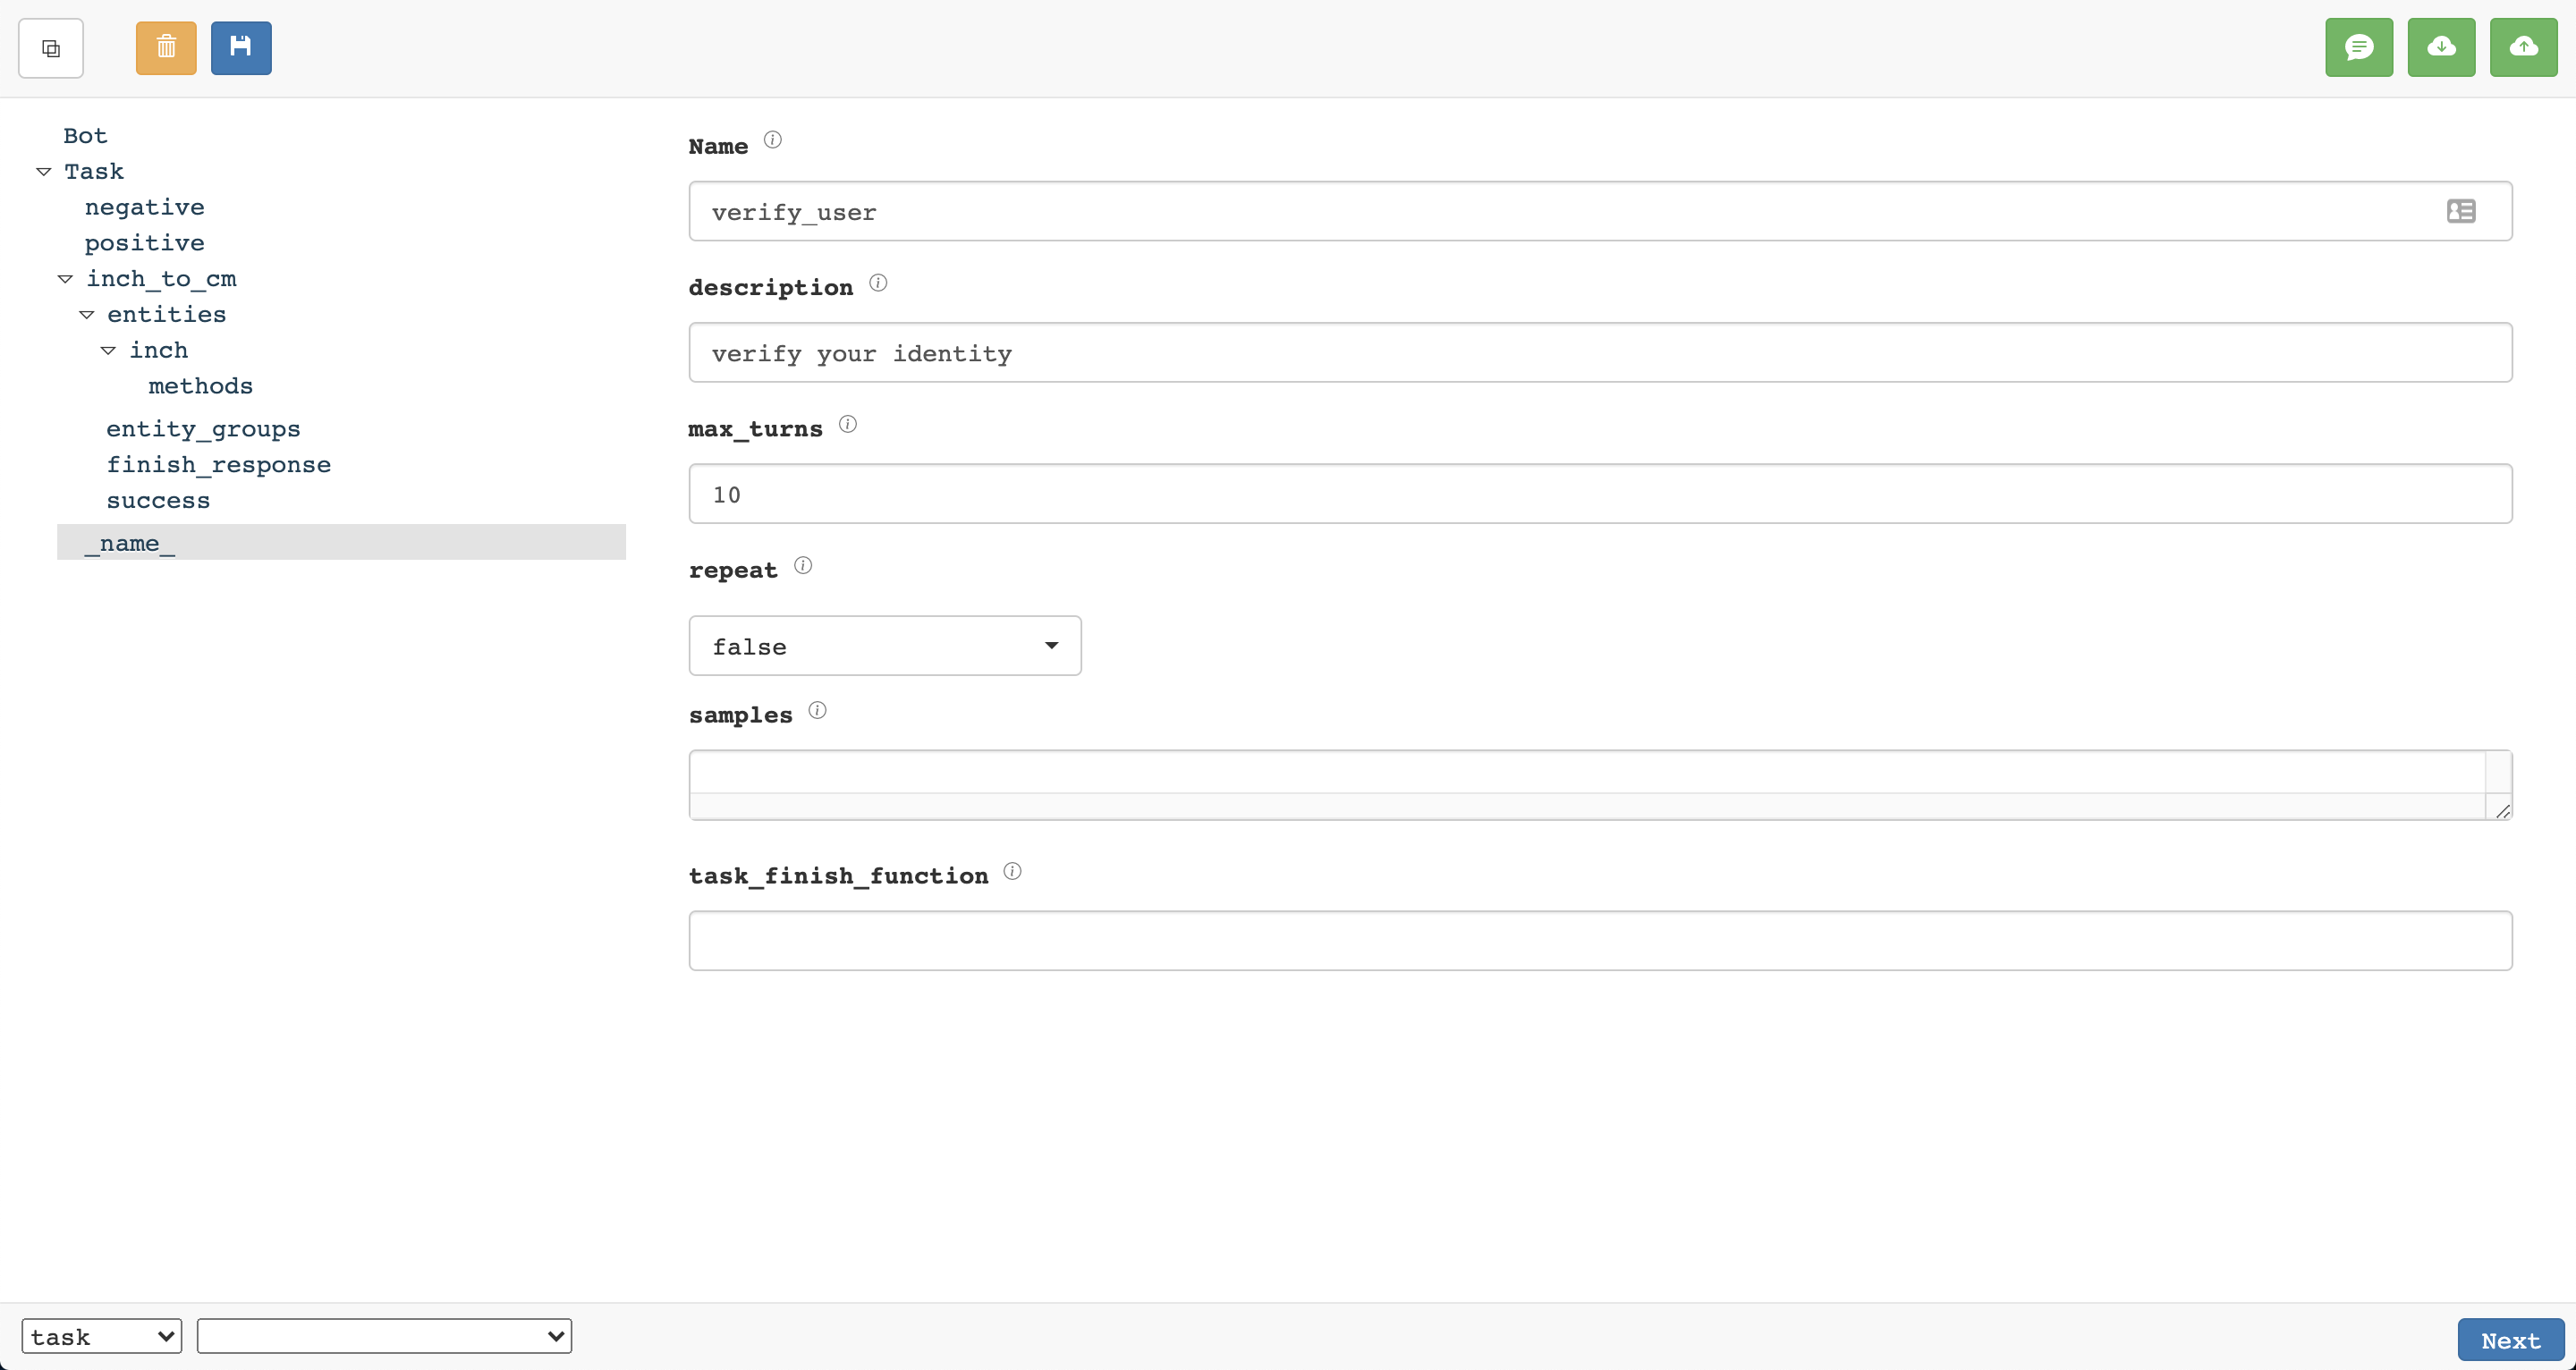 Bot
Task
negative
positive
inch_to_cm
entities
inch
methods
entity_groups
finish_response
success
_name_
Name
verify_user
description
verify your identity
max_turns
10
repeat
false
samples
task_finish_function
task
Next